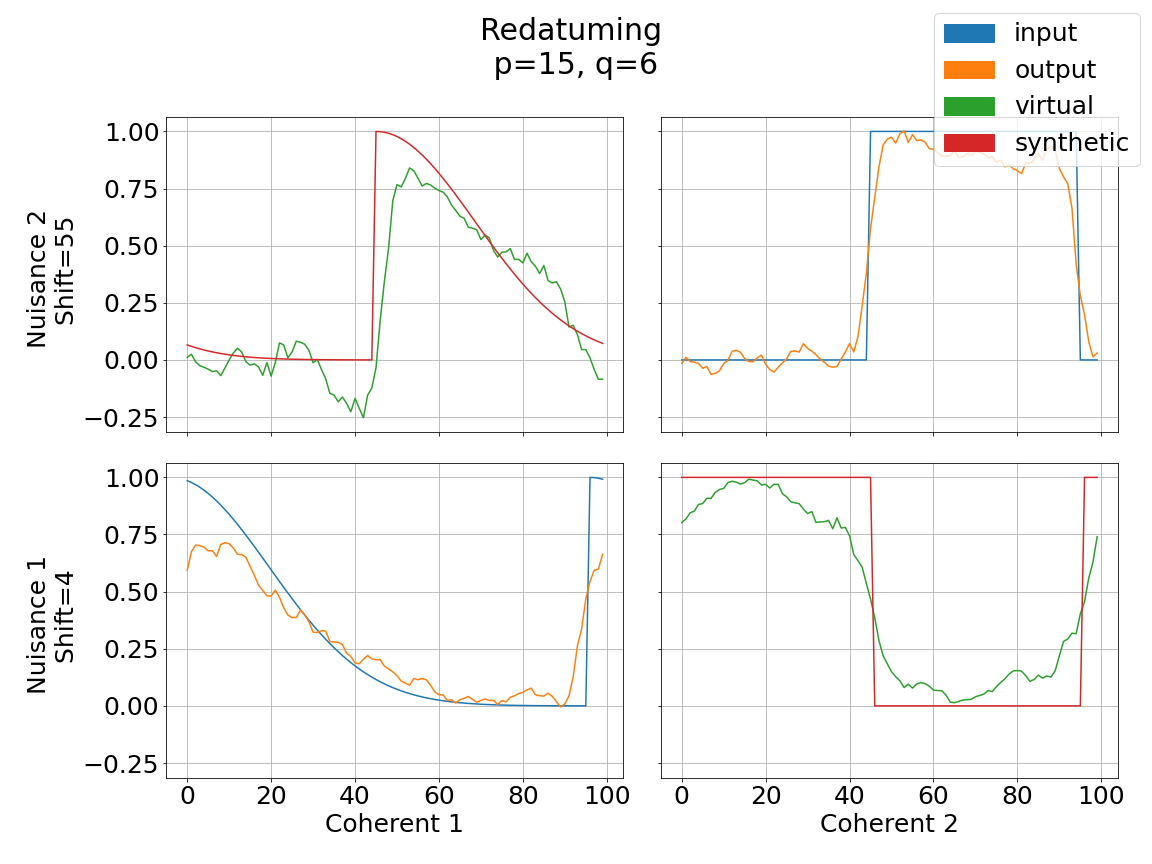 Redatuming
p=15, q=6
input
output
virtual
synthetic
Nuisance 2
Shift=55
1.00
0.75
0.50
0.25
0.00
−0.25
Nuisance 1
Shift=4
1.00
0.75
0.50
0.25
0.00
−0.25
0 20 40 60 80 100
Coherent 1
0 20 40 60 80 100
Coherent 2